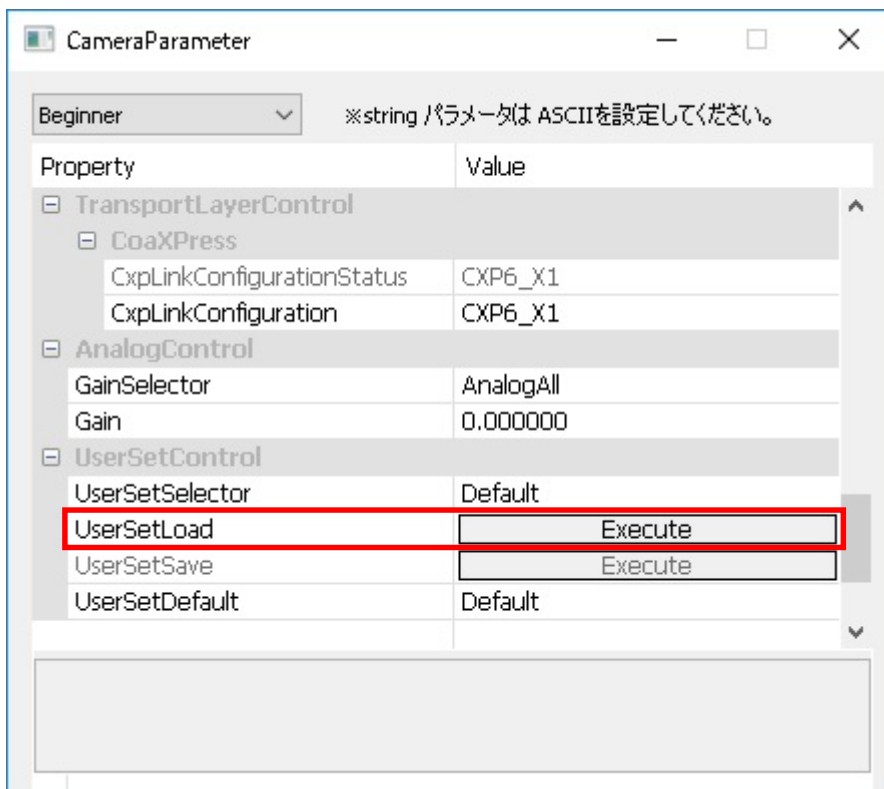 CameraParameter
Beginner ※string パラメータは ASCIIを設定してください。
Property Value
TransportLayerControl
CoaXPress
CxpLinkConfigurationStatus CXP6_X1
CxpLinkConfiguration CXP6_X1
AnalogControl
GainSelector AnalogAll
Gain 0.000000
UserSetControl
UserSetSelector Default
UserSetLoad Execute
UserSetSave Execute
UserSetDefault Default